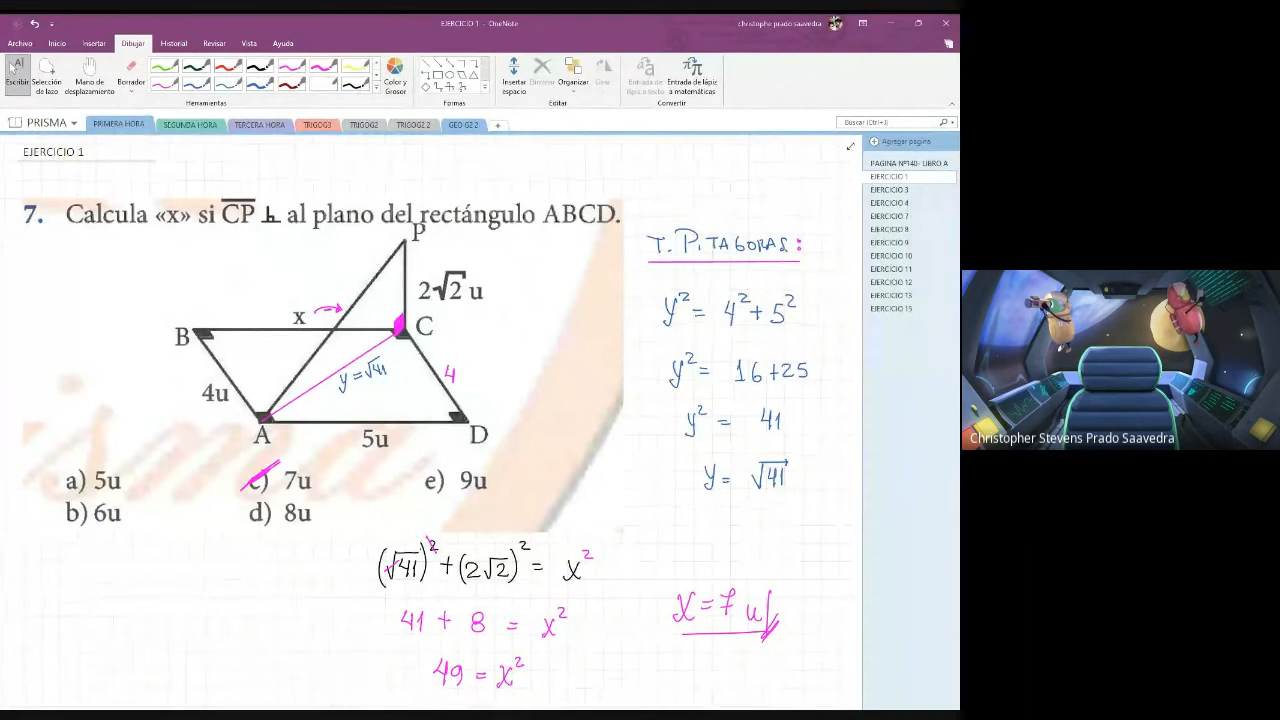 EJERCICIO 1 - OneNote
christophe prado saavedra
Archivo Inicio Insertar Dibujar Historial Revisar Vista Ayuda
Escribir
Selección de lazo
Mano de desplazamiento
Borrador
Color y Grosor
Insertar espacio
Eliminar
Organizar
Girar
Entrada de lápiz a texto
Entrada de lápiz a matemáticas
Herramientas
Formas
Editar
Convertir
PRISMA
PRIMERA HORA
SEGUNDA HORA
TERCERA HORA
TRIGOG3
TRIGOG2
TRIGOG2 2
GEO-G2 2
+
Buscar (Ctrl+J)
EJERCICIO 1
Agregar página
PAGINA Nº140- LIBRO A
EJERCICIO 1
EJERCICIO 3
EJERCICIO 4
EJERCICIO 7
EJERCICIO 8
EJERCICIO 9
EJERCICIO 10
EJERCICIO 11
EJERCICIO 12
EJERCICIO 13
EJERCICIO 15
7. Calcula «x» si CP ⊥ al plano del rectángulo ABCD.
P
2√2 u
x
B
C
y = √41
4
4u
A
5u
D
a) 5u c) 7u e) 9u
b) 6u d) 8u
T. PITAGORAS:
y² = 4² + 5²
y² = 16 + 25
y² = 41
y = √41
(√41)² + (2√2)² = x²
41 + 8 = x²
49 = x²
X = 7 u
Christopher Stevens Prado Saavedra